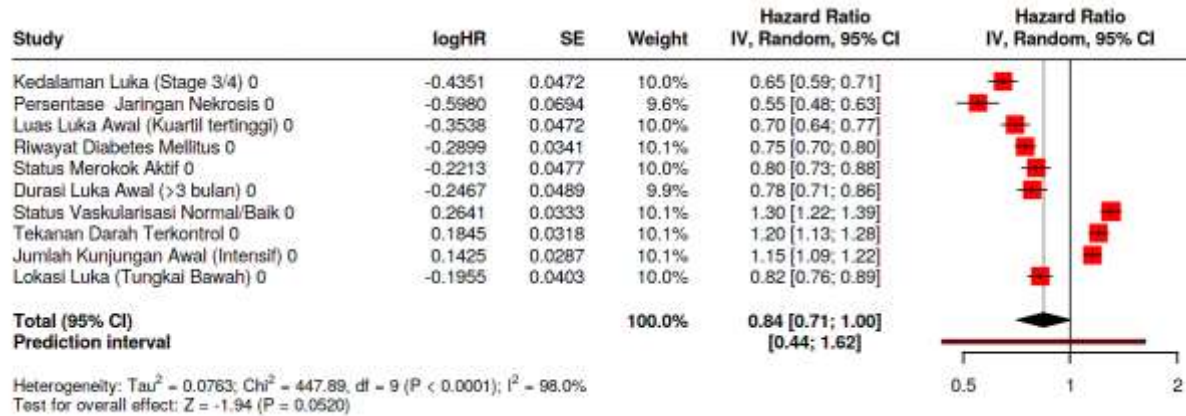 Hazard Ratio Hazard Ratio
Study logHR SE Weight IV, Random, 95% CI IV, Random, 95% CI
Kedalaman Luka (Stage 3/4) 0 -0.4351 0.0472 10.0% 0.65 [0.59; 0.71]
Persentase Jaringan Nekrosis 0 -0.5980 0.0694 9.6% 0.55 [0.48; 0.63]
Luas Luka Awal (Kuartil tertinggi) 0 -0.3538 0.0472 10.0% 0.70 [0.64; 0.77]
Riwayat Diabetes Mellitus 0 -0.2899 0.0341 10.1% 0.75 [0.70; 0.80]
Status Merokok Aktif 0 -0.2213 0.0477 10.0% 0.80 [0.73; 0.88]
Durasi Luka Awal (>3 bulan) 0 -0.2467 0.0489 9.9% 0.78 [0.71; 0.86]
Status Vaskularisasi Normal/Baik 0 0.2641 0.0333 10.1% 1.30 [1.22; 1.39]
Tekanan Darah Terkontrol 0 0.1845 0.0318 10.1% 1.20 [1.13; 1.28]
Jumlah Kunjungan Awal (Intensif) 0 0.1425 0.0287 10.1% 1.15 [1.09; 1.22]
Lokasi Luka (Tungkai Bawah) 0 -0.1955 0.0403 10.0% 0.82 [0.76; 0.89]
Total (95% CI) 100.0% 0.84 [0.71; 1.00]
Prediction interval [0.44; 1.62]
0.5 1 2
Heterogeneity: Tau² = 0.0763; Chi² = 447.89, df = 9 (P < 0.0001); I² = 98.0%
Test for overall effect: Z = -1.94 (P = 0.0520)